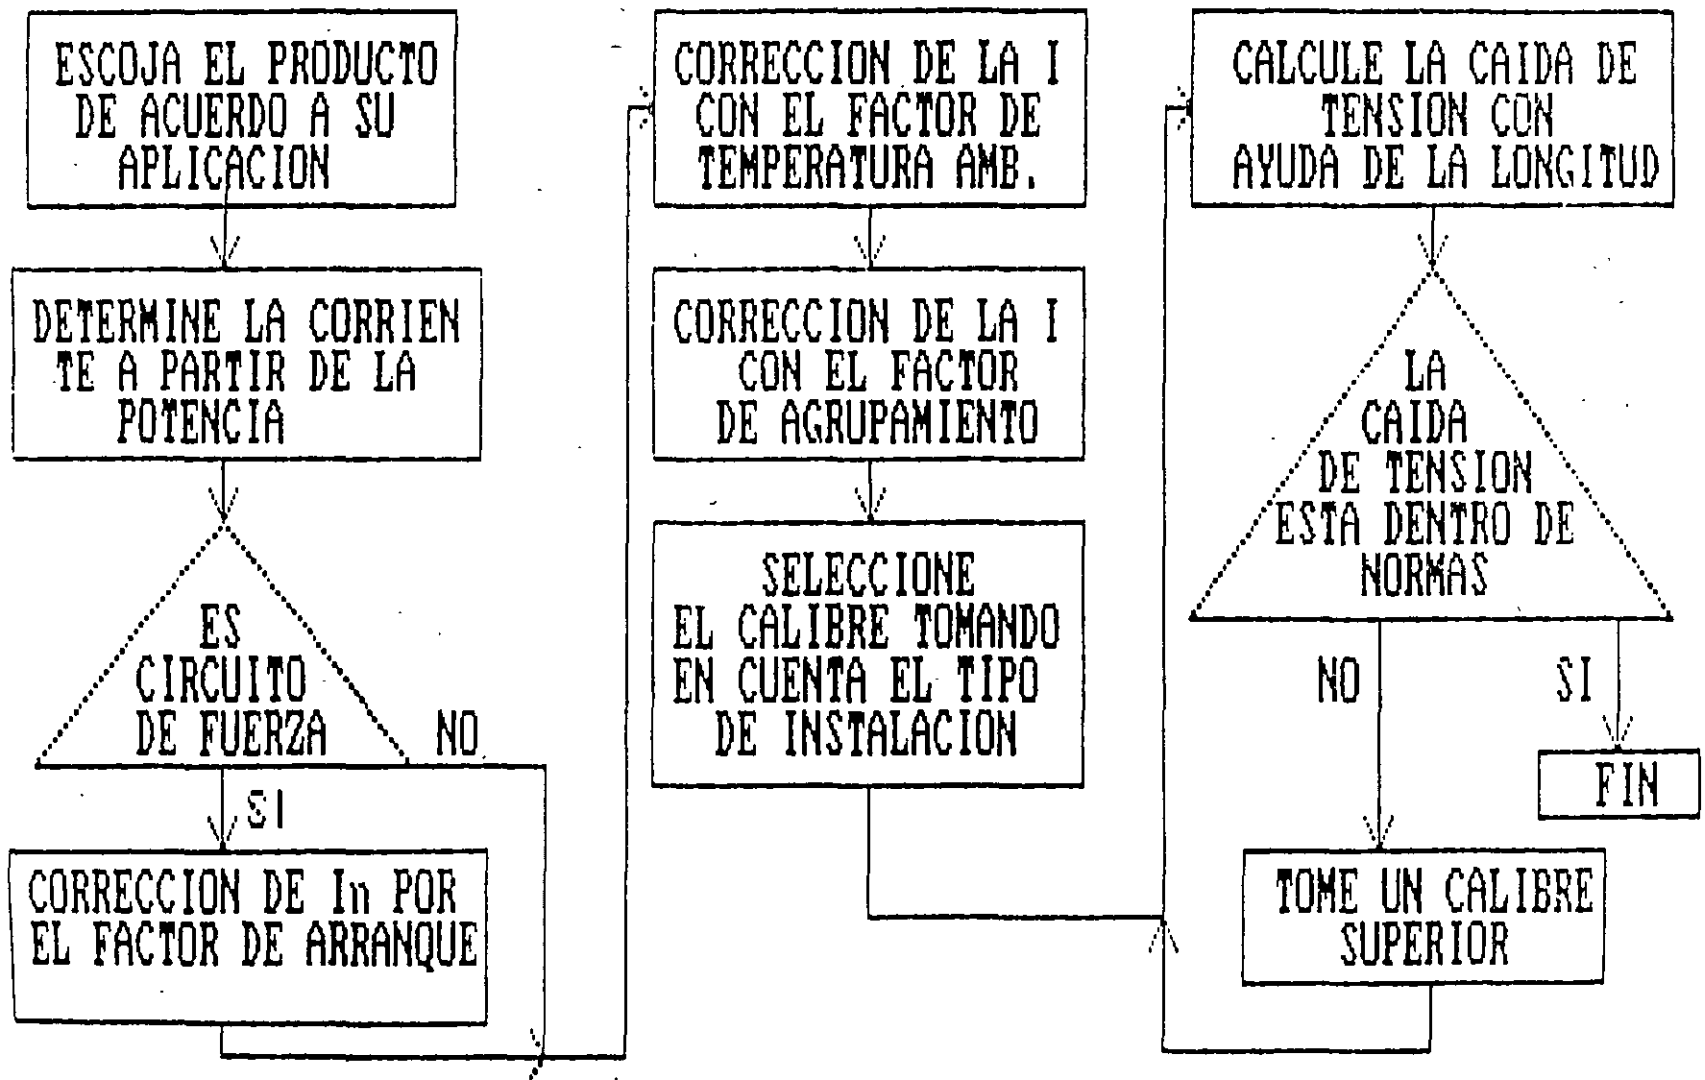 ESCOJA EL PRODUCTO
DE ACUERDO A SU
APLICACION
DETERMINE LA CORRIEN
TE A PARTIR DE LA
POTENCIA
ES
CIRCUITO
DE FUERZA
NO
SI
CORRECCION DE In POR
EL FACTOR DE ARRANQUE
CORRECCION DE LA I
CON EL FACTOR DE
TEMPERATURA AMB.
CORRECCION DE LA I
CON EL FACTOR
DE AGRUPAMIENTO
SELECCIONE
EL CALIBRE TOMANDO
EN CUENTA EL TIPO
DE INSTALACION
CALCULE LA CAIDA DE
TENSION CON
AYUDA DE LA LONGITUD
LA
CAIDA
DE TENSION
ESTA DENTRO DE
NORMAS
NO
SI
FIN
TOME UN CALIBRE
SUPERIOR